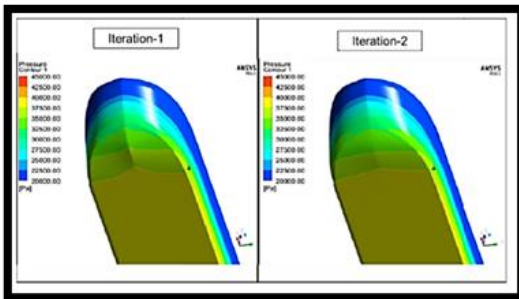 Iteration-1
Pressure
Contour 1
45000.00
42500.00
40000.00
37500.00
35000.00
32500.00
30000.00
27500.00
25000.00
22500.00
20000.00
[Pa]
ANSYS
Iteration-2
Pressure
Contour 1
45000.00
42500.00
40000.00
37500.00
35000.00
32500.00
30000.00
27500.00
25000.00
22500.00
20000.00
[Pa]
ANSYS